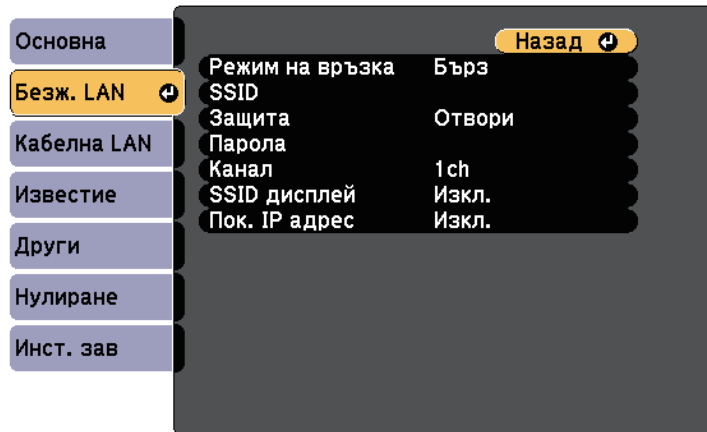 Основна
Безж. LAN
Кабелна LAN
Известие
Други
Нулиране
Инст. зав
Назад
Режим на връзка Бърз
SSID
Защита Отвори
Парола
Канал 1ch
SSID дисплей Изкл.
Пок. IP адрес Изкл.